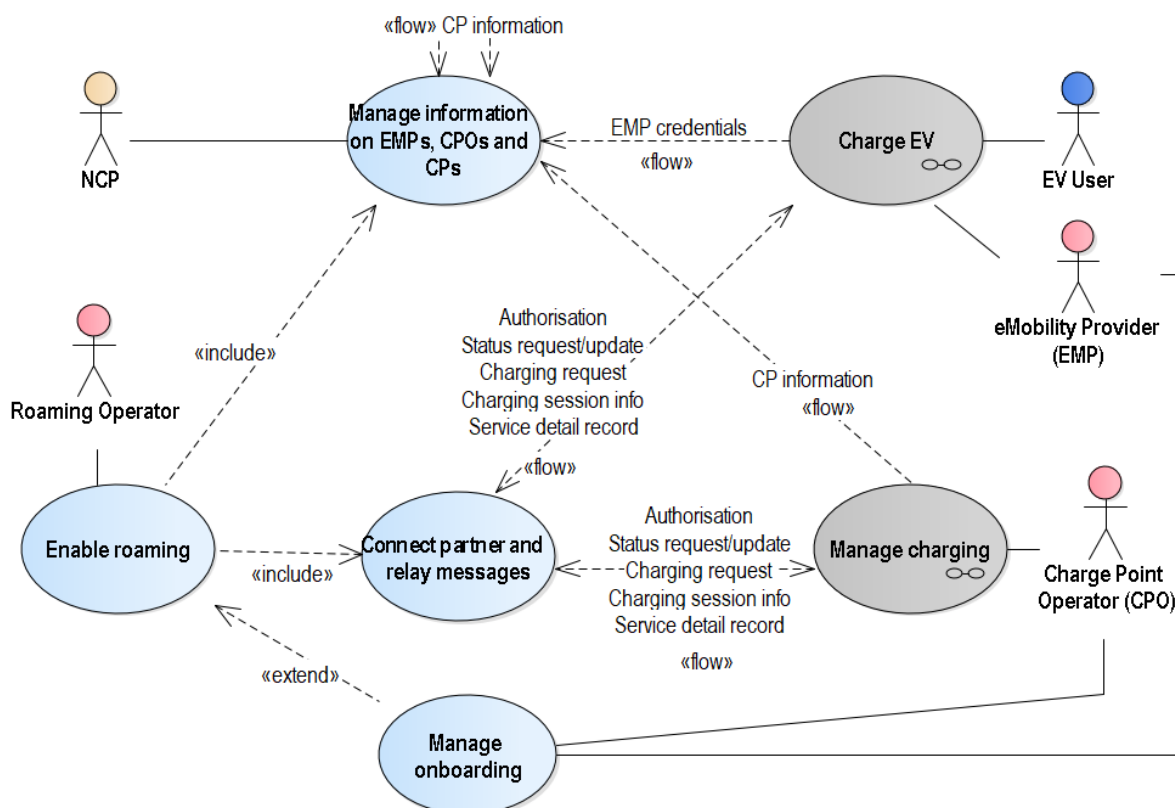 «flow» CP information
Manage information
on EMPs, CPOs and
CPs
NCP
EMP credentials
«flow»
Charge EV
EV User
eMobility Provider
(EMP)
Roaming Operator
«include»
Authorisation
Status request/update
Charging request
Charging session info
Service detail record
«flow»
CP information
«flow»
Enable roaming
«include»
Connect partner and
relay messages
Authorisation
Status request/update
Charging request
Charging session info
Service detail record
«flow»
Manage charging
Charge Point
Operator (CPO)
«extend»
Manage
onboarding